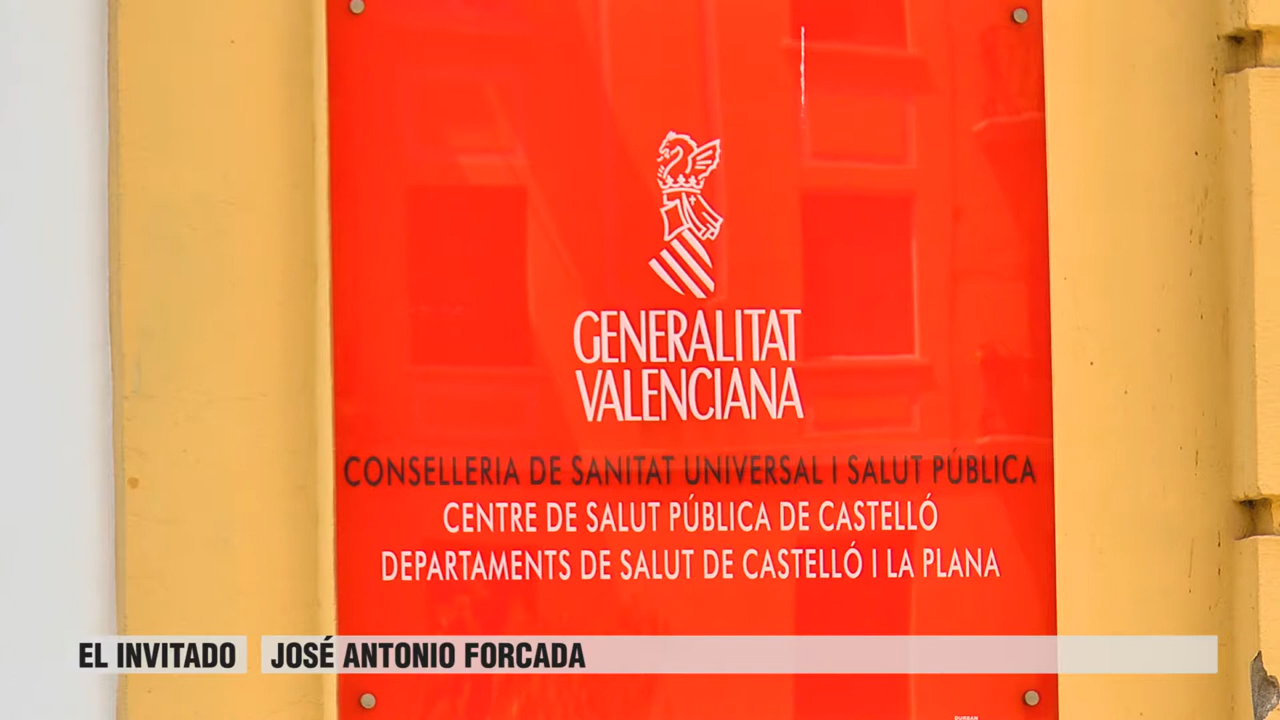 GENERALITAT
VALENCIANA
CONSELLERIA DE SANITAT UNIVERSAL I SALUT PÚBLICA
CENTRE DE SALUT PÚBLICA DE CASTELLÓ
DEPARTAMENTS DE SALUT DE CASTELLÓ I LA PLANA
EL INVITADO JOSÉ ANTONIO FORCADA